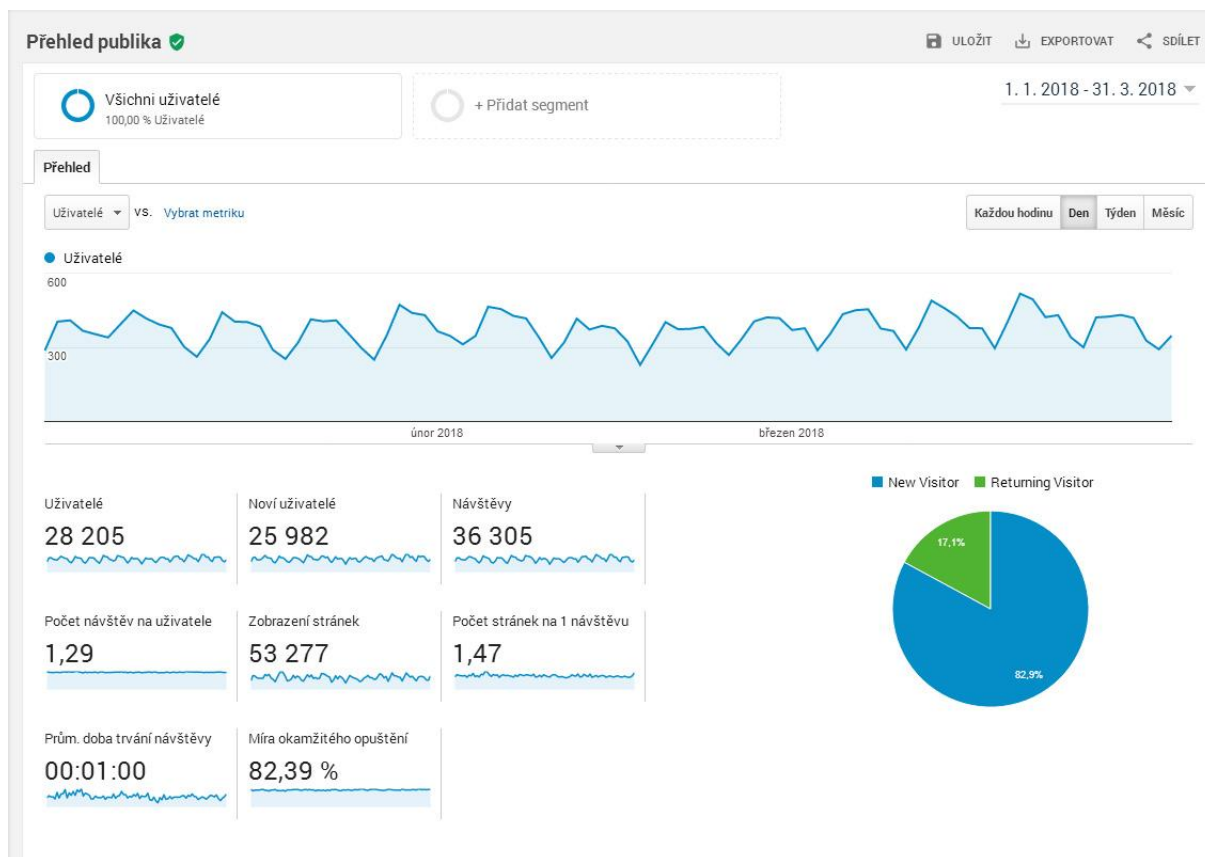 Přehled publika
ULOŽIT EXPORTOVAT SDÍLET
Všichni uživatelé
100,00 % Uživatelé
+ Přidat segment
1. 1. 2018 - 31. 3. 2018
Přehled
Uživatelé VS. Vybrat metriku
Každou hodinu Den Týden Měsíc
Uživatelé
600
300
únor 2018 březen 2018
New Visitor Returning Visitor
17,1%
82,9%
Uživatelé Noví uživatelé Návštěvy
28 205 25 982 36 305
Počet návštěv na uživatele Zobrazení stránek Počet stránek na 1 návštěvu
1,29 53 277 1,47
Prům. doba trvání návštěvy Míra okamžitého opuštění
00:01:00 82,39 %